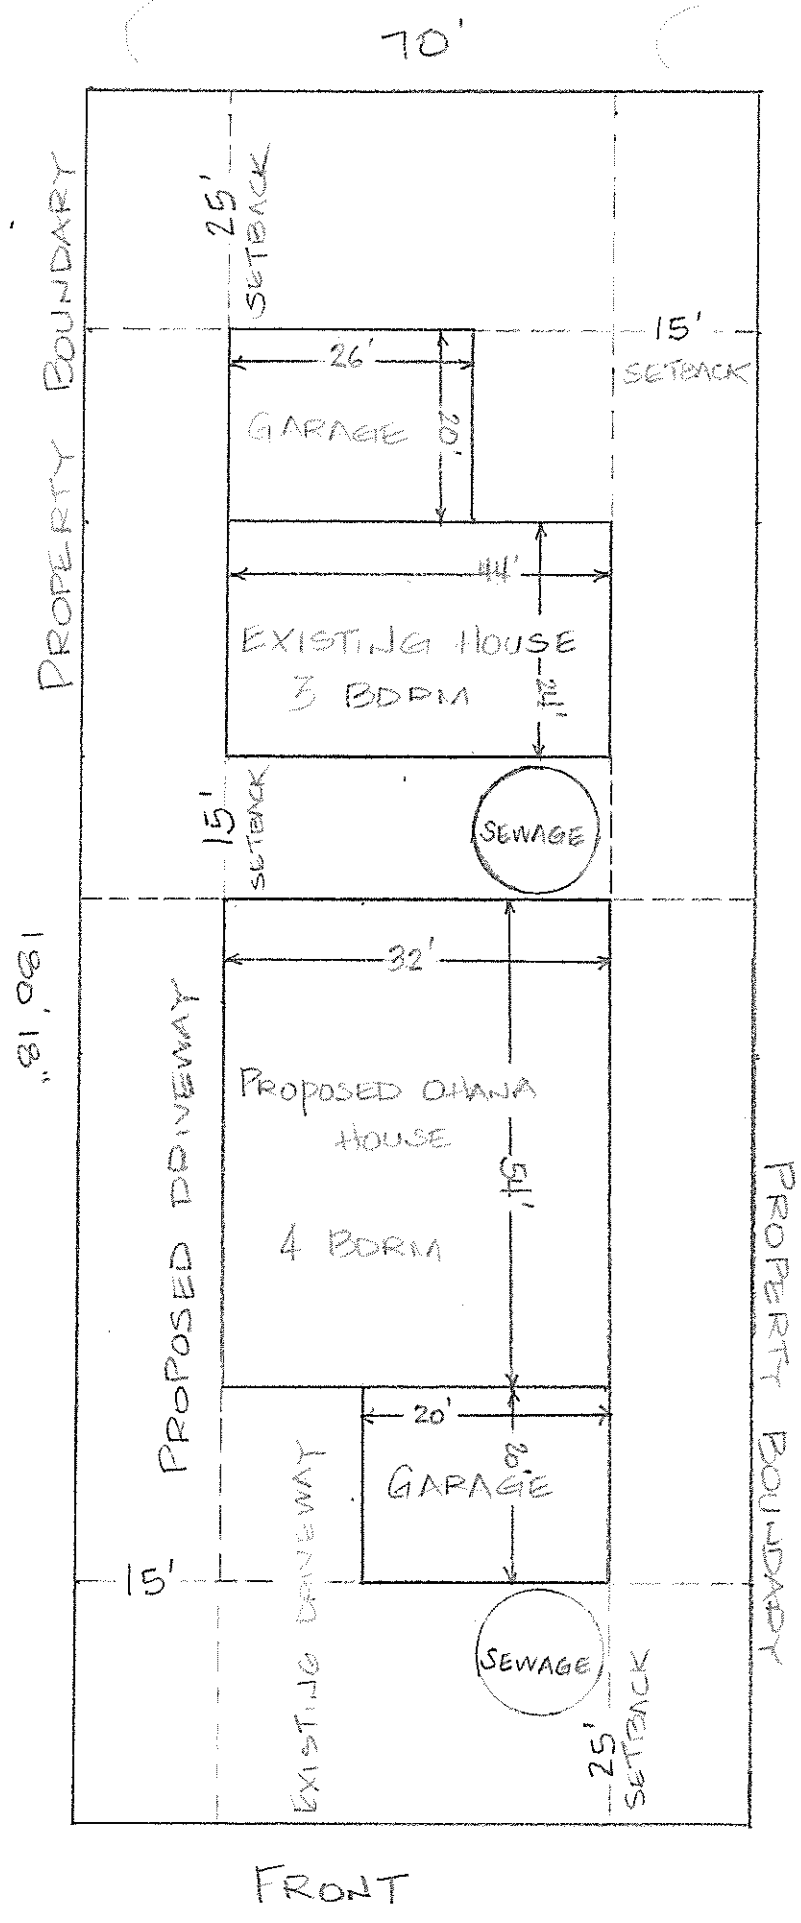 70'
PROPERTY BOUNDARY
25'
SETBACK
15'
SETBACK
26'
20'
GARAGE
44'
EXISTING HOUSE
3 BDRM
24'
15'
SETBACK
SEWAGE
180' 18"
32'
PROPOSED DRIVEWAY
PROPOSED OHANA
HOUSE
54'
4 BDRM
PROPERTY BOUNDARY
20'
20'
GARAGE
EXISTING DRIVEWAY
15'
SEWAGE
25'
SETBACK
FRONT